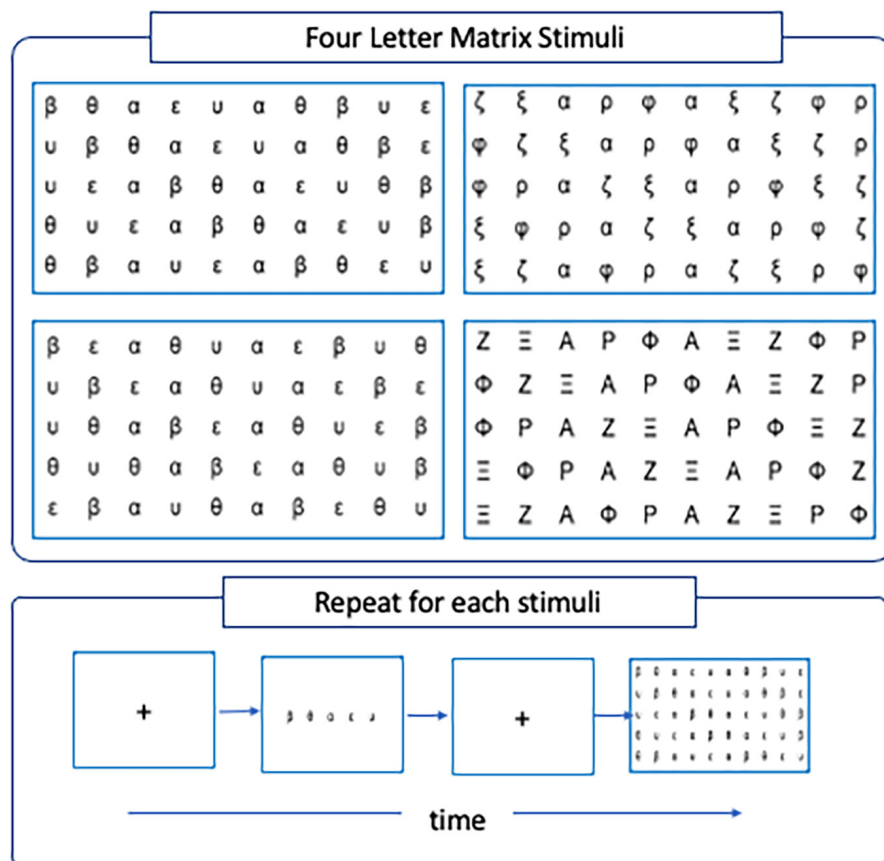 Four Letter Matrix Stimuli
β θ α ε υ α θ β υ ε
υ β θ α ε υ α θ β ε
υ ε α β θ α ε υ θ β
θ υ ε α β θ α ε υ β
θ β α υ ε α β θ ε υ
ζ ξ α ρ φ α ξ ζ φ ρ
φ ζ ξ α ρ φ α ξ ζ ρ
φ ρ α ζ ξ α ρ φ ξ ζ
ξ φ ρ α ζ ξ α ρ φ ζ
ξ ζ α φ ρ α ζ ξ ρ φ
β ε α θ υ α ε β υ θ
υ β ε α θ υ α ε β ε
υ θ α β ε α θ υ ε β
θ υ θ α β ε α θ υ β
ε β α υ θ α β ε θ υ
Ζ Ξ Α Ρ Φ Α Ξ Ζ Φ Ρ
Φ Ζ Ξ Α Ρ Φ Α Ξ Ζ Ρ
Φ Ρ Α Ζ Ξ Α Ρ Φ Ξ Ζ
Ξ Φ Ρ Α Ζ Ξ Α Ρ Φ Ζ
Ξ Ζ Α Φ Ρ Α Ζ Ξ Ρ Φ
Repeat for each stimuli
+
β θ α ε υ
+
time